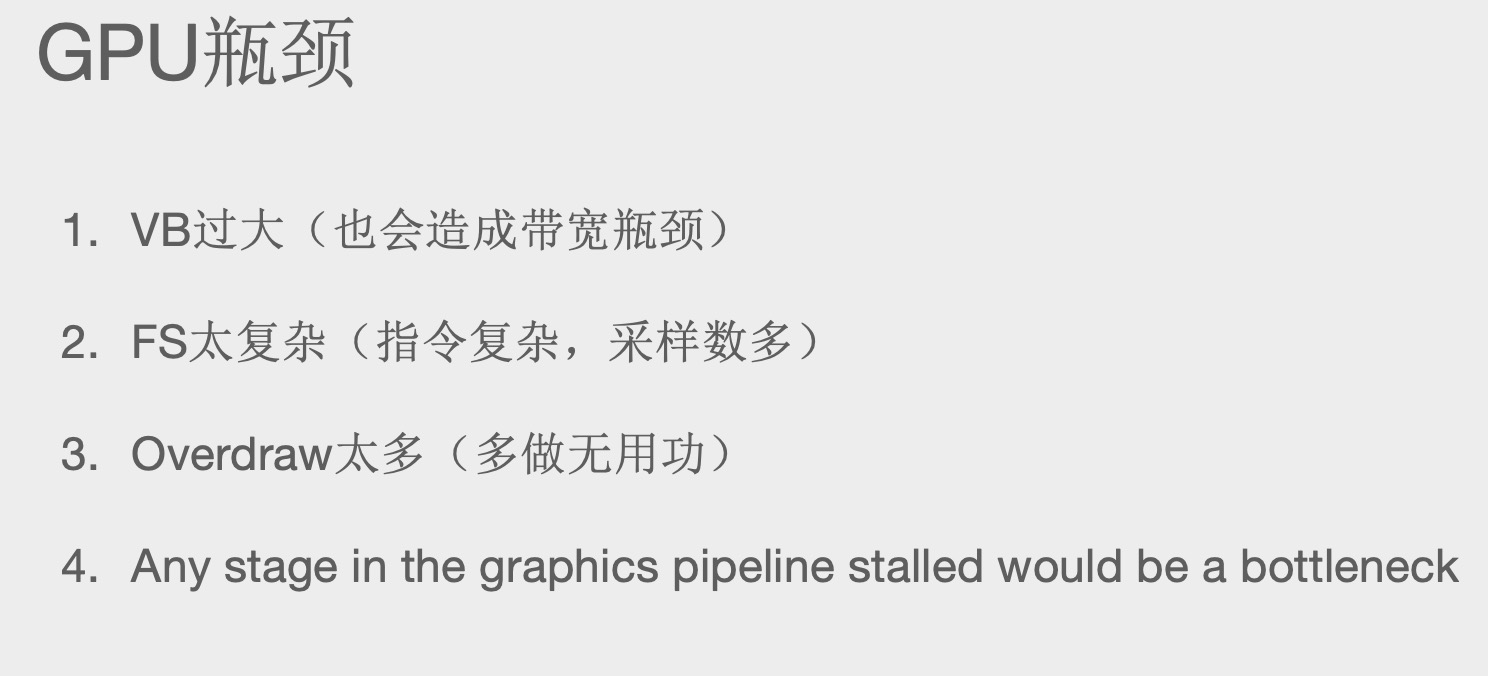 GPU瓶颈
1. VB过大（也会造成带宽瓶颈）
2. FS太复杂（指令复杂，采样数多）
3. Overdraw太多（多做无用功）
4. Any stage in the graphics pipeline stalled would be a bottleneck